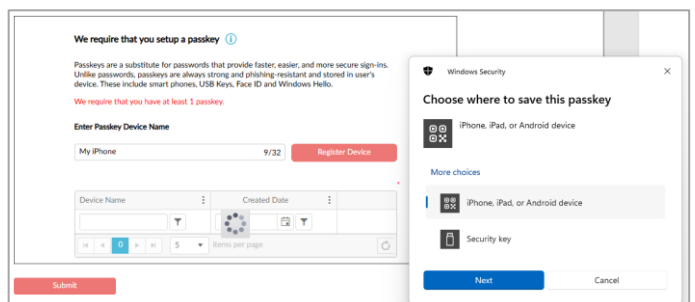 We require that you setup a passkey
Passkeys are a substitute for passwords that provide faster, easier, and more secure sign-ins.
Unlike passwords, passkeys are always strong and phishing-resistant and stored in user's
device. These include smart phones, USB Keys, Face ID and Windows Hello.
We require that you have at least 1 passkey.
Enter Passkey Device Name
My iPhone 9/32 Register Device
*
Device Name Created Date
0 5 items per page
Submit
Windows Security
Choose where to save this passkey
iPhone, iPad, or Android device
More choices
iPhone, iPad, or Android device
Security key
Next Cancel